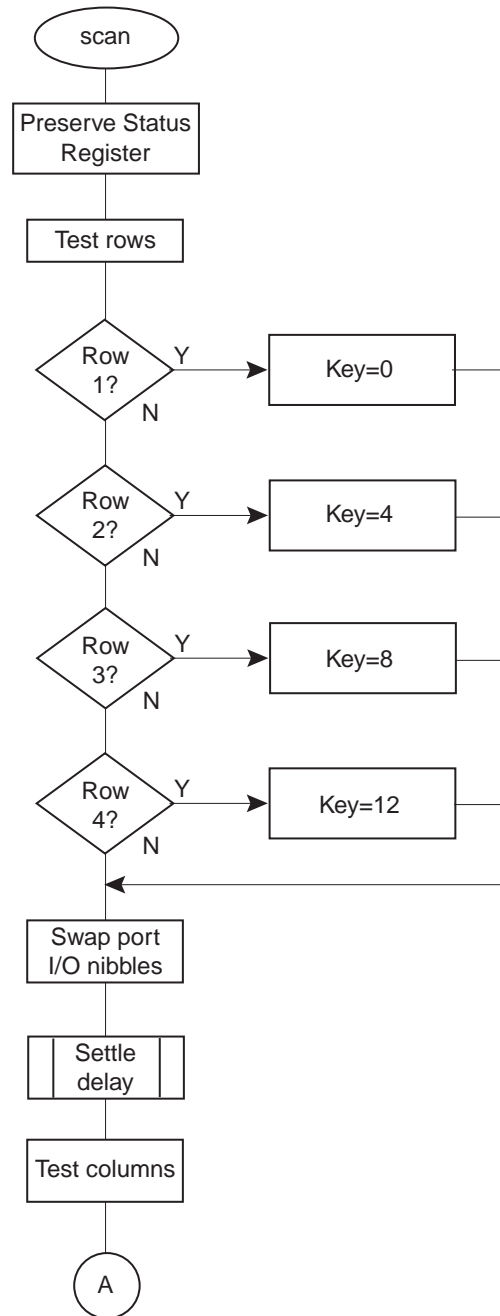 scan
Preserve Status
Register
Test rows
Row
1?
Y
N
Key=0
Row
2?
Y
N
Key=4
Row
3?
Y
N
Key=8
Row
4?
Y
N
Key=12
Swap port
I/O nibbles
Settle
delay
Test columns
A